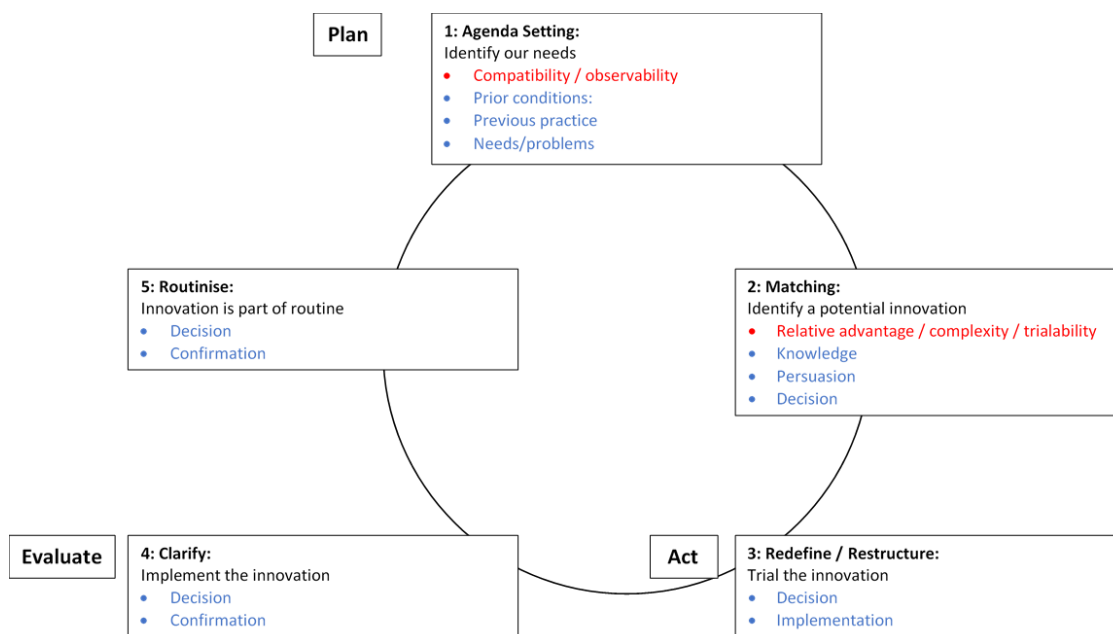 Plan
1: Agenda Setting:
Identify our needs
• Compatibility / observability
• Prior conditions:
• Previous practice
• Needs/problems
5: Routinise:
Innovation is part of routine
• Decision
• Confirmation
2: Matching:
Identify a potential innovation
• Relative advantage / complexity / trialability
• Knowledge
• Persuasion
• Decision
Evaluate
4: Clarify:
Implement the innovation
• Decision
• Confirmation
Act
3: Redefine / Restructure:
Trial the innovation
• Decision
• Implementation